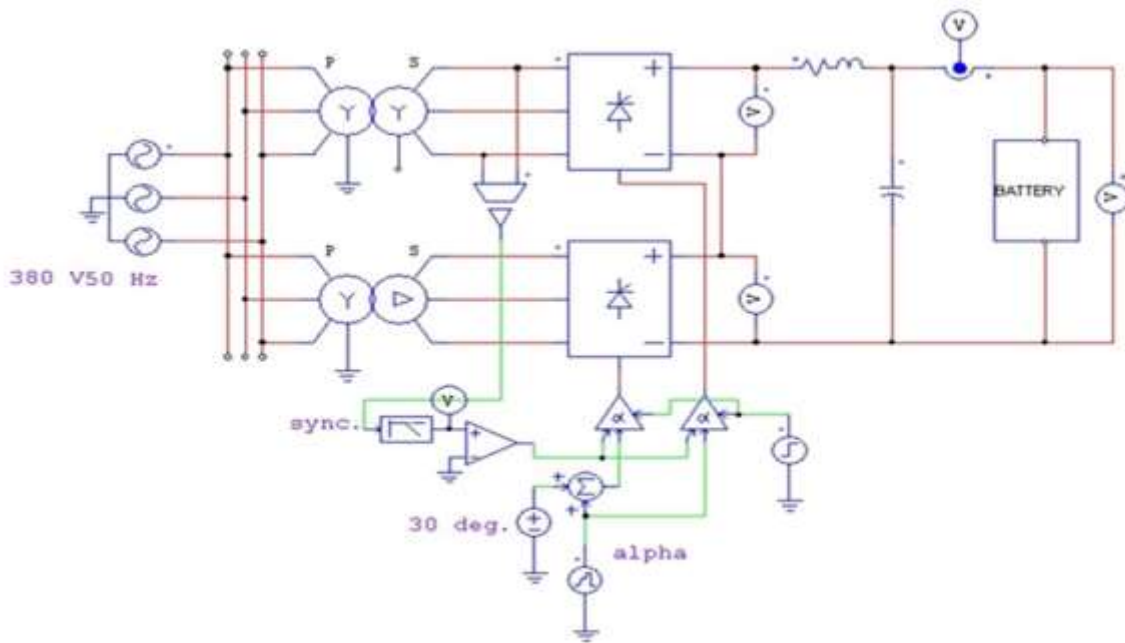 V
P
S
Y
Y
+
V
−
BATTERY
V
380 V50 Hz
P
S
Y
+
V
−
V
sync.
α
α
Σ
30 deg.
alpha